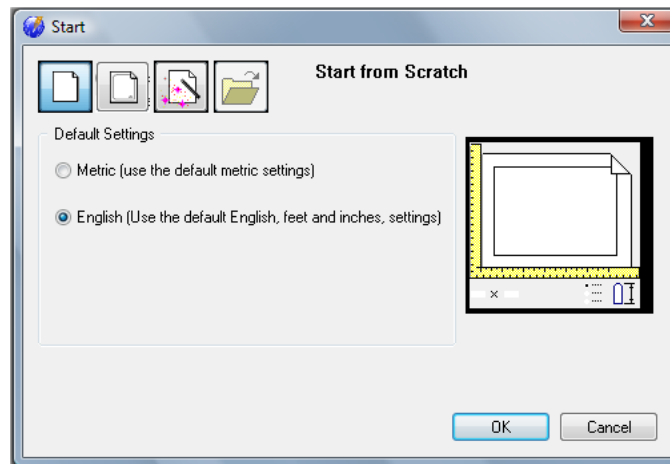 Start
Start from Scratch
Default Settings
Metric (use the default metric settings)
English (Use the default English, feet and inches, settings)
OK
Cancel